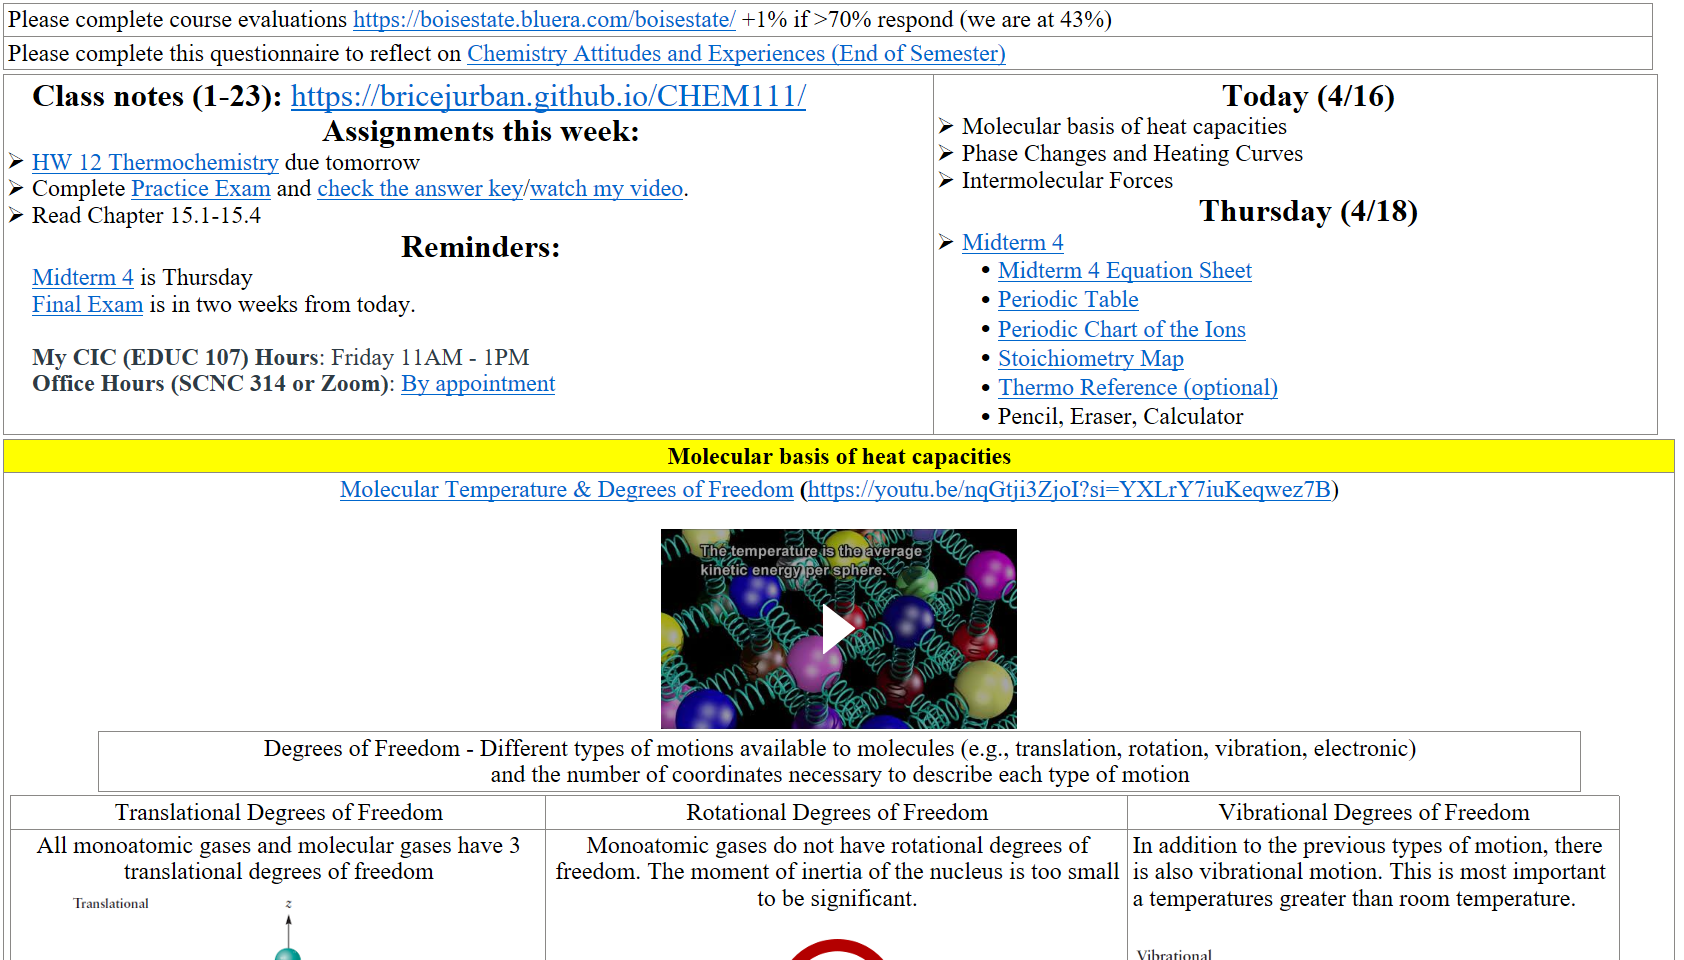 Please complete course evaluations https://boisestate.bluera.com/boisestate/ +1% if >70% respond (we are at 43%)
Please complete this questionnaire to reflect on Chemistry Attitudes and Experiences (End of Semester)
Class notes (1-23): https://bricejurban.github.io/CHEM111/
Assignments this week:
➢ HW 12 Thermochemistry due tomorrow
➢ Complete Practice Exam and check the answer key/watch my video.
➢ Read Chapter 15.1-15.4
Reminders:
Midterm 4 is Thursday
Final Exam is in two weeks from today.
My CIC (EDUC 107) Hours: Friday 11AM - 1PM
Office Hours (SCNC 314 or Zoom): By appointment
Today (4/16)
➢ Molecular basis of heat capacities
➢ Phase Changes and Heating Curves
➢ Intermolecular Forces
Thursday (4/18)
➢ Midterm 4
• Midterm 4 Equation Sheet
• Periodic Table
• Periodic Chart of the Ions
• Stoichiometry Map
• Thermo Reference (optional)
• Pencil, Eraser, Calculator
Molecular basis of heat capacities
Molecular Temperature & Degrees of Freedom (https://youtu.be/nqGtji3ZjoI?si=YXLrY7iuKeqwez7B)
The temperature is the average
kinetic energy per sphere.
Degrees of Freedom - Different types of motions available to molecules (e.g., translation, rotation, vibration, electronic)
and the number of coordinates necessary to describe each type of motion
Translational Degrees of Freedom
All monoatomic gases and molecular gases have 3
translational degrees of freedom
Translational
z
Rotational Degrees of Freedom
Monoatomic gases do not have rotational degrees of
freedom. The moment of inertia of the nucleus is too small
to be significant.
Vibrational Degrees of Freedom
In addition to the previous types of motion, there
is also vibrational motion. This is most important
a temperatures greater than room temperature.
Vibrational